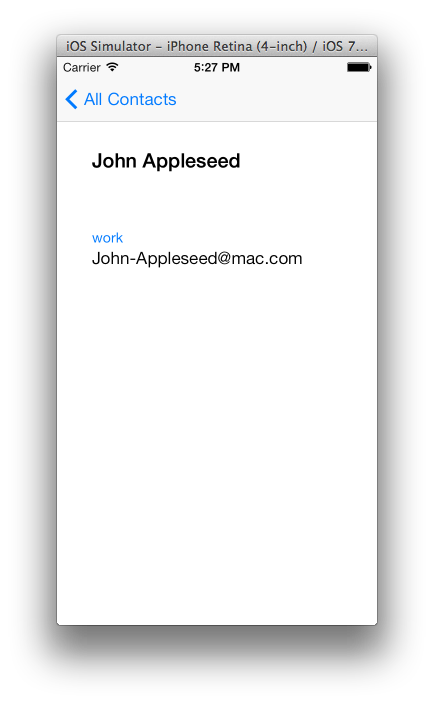 iOS Simulator - iPhone Retina (4-inch) / iOS 7...
Carrier 5:27 PM
All Contacts
John Appleseed
work
John-Appleseed@mac.com